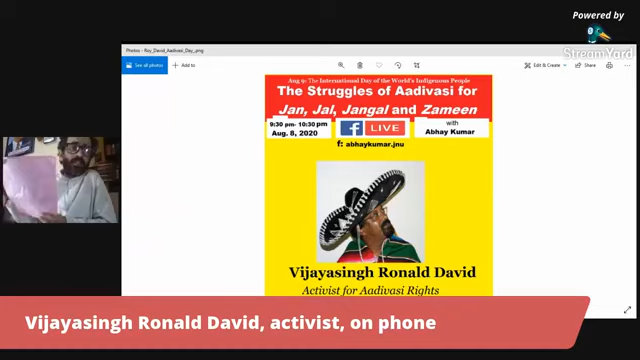 Powered by
StreamYard
Photos - Roy_David_Aadivasi_Day_png
See all photos
Add to
Edit & Create
Share
Aug 9: The International Day of the World's Indigenous People
The Struggles of Aadivasi for
Jan, Jal, Jangal and Zameen
9:30 pm- 10:30 pm
Aug. 8, 2020
f LIVE
with
Abhay Kumar
f: abhaykumar.jnu
Vijayasingh Ronald David
Activist for Aadivasi Rights
Vijayasingh Ronald David, activist, on phone